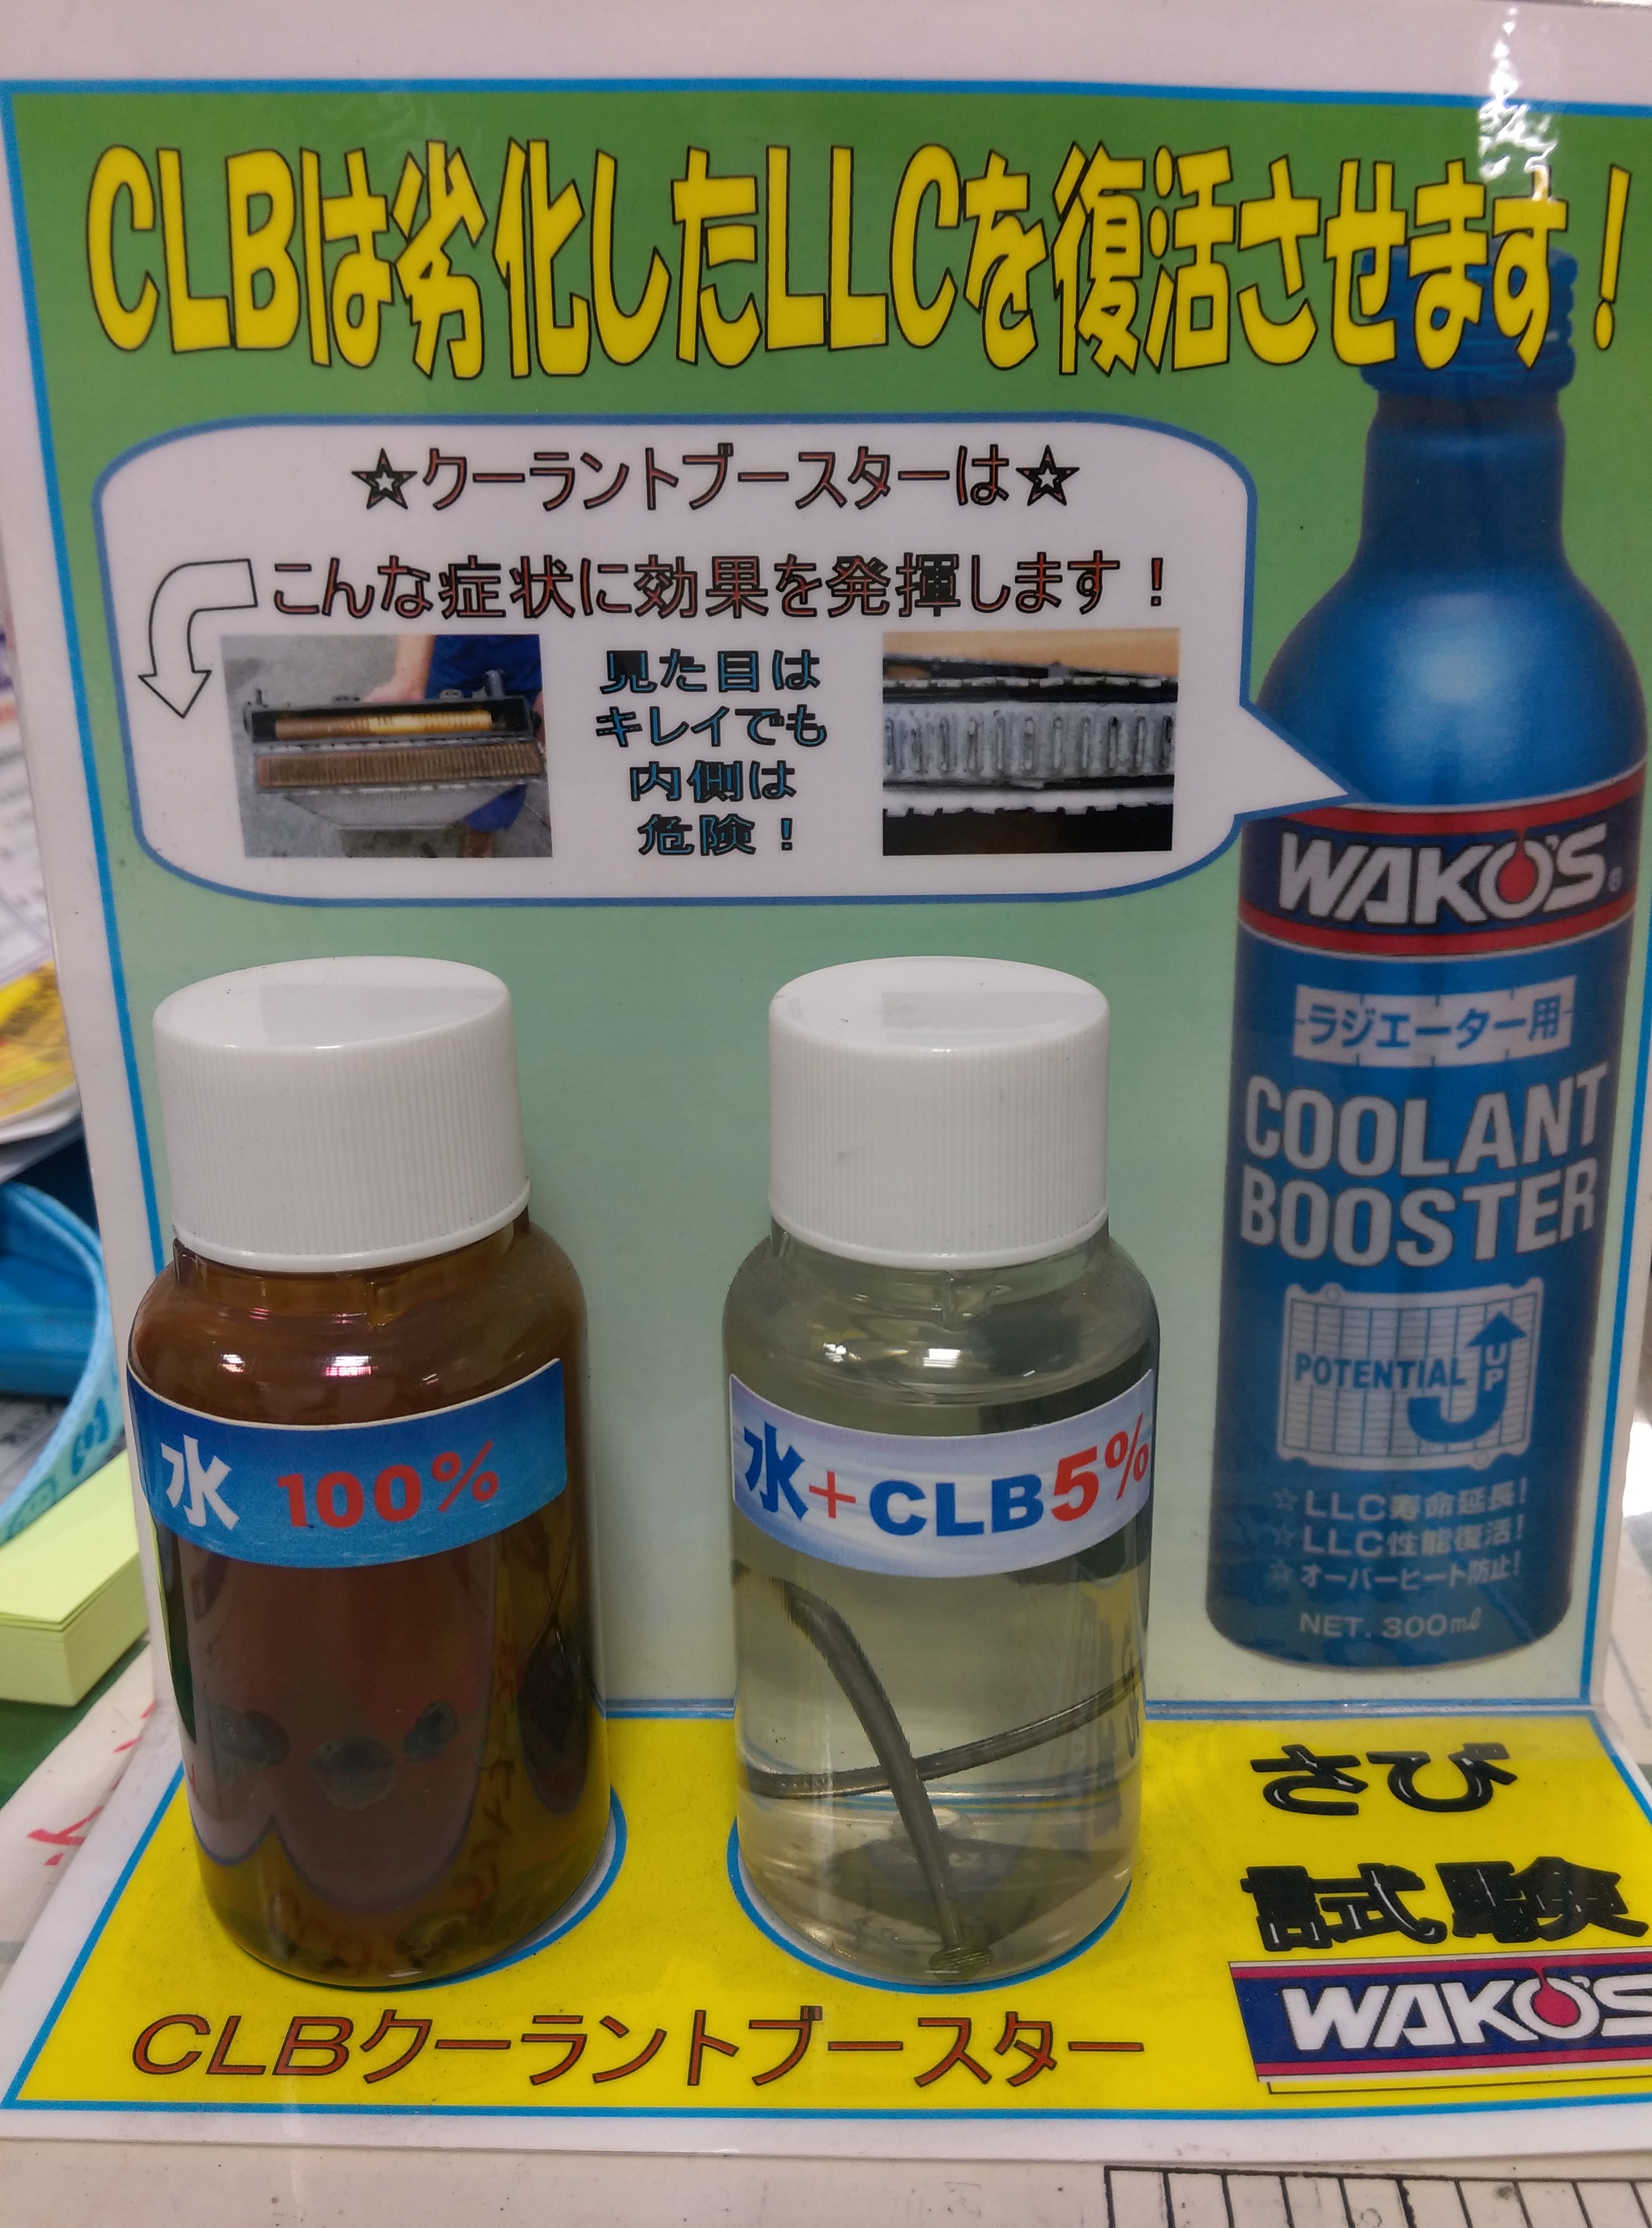 CLBは劣化したLLCを復活させます！
☆クーラントブースターは☆
こんな症状に効果を発揮します！
見た目は
キレイでも
内側は
危険！
WAKO'S®
ラジエーター用
COOLANT
BOOSTER
POTENTIAL UP
☆LLC寿命延長！
☆LLC性能復活！
☆オーバーヒート防止！
NET. 300mℓ
水 100%
水+CLB5%
さび
試験
WAKO'S
CLBクーラントブースター